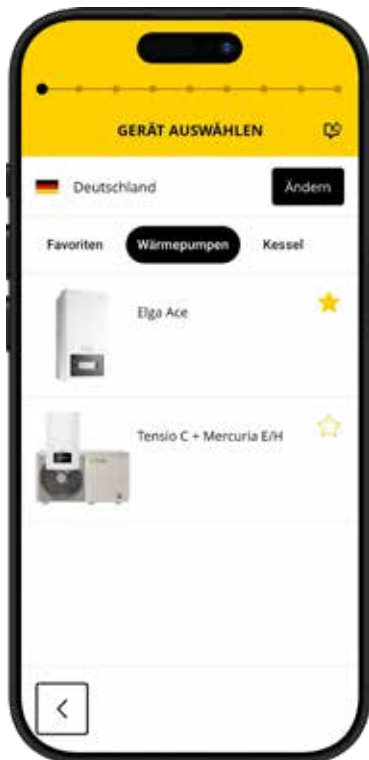 GERÄT AUSWÄHLEN
Deutschland
Ändern
Favoriten
Wärmepumpen
Kessel
Elga Ace
Tensio C + Mercuria E/H